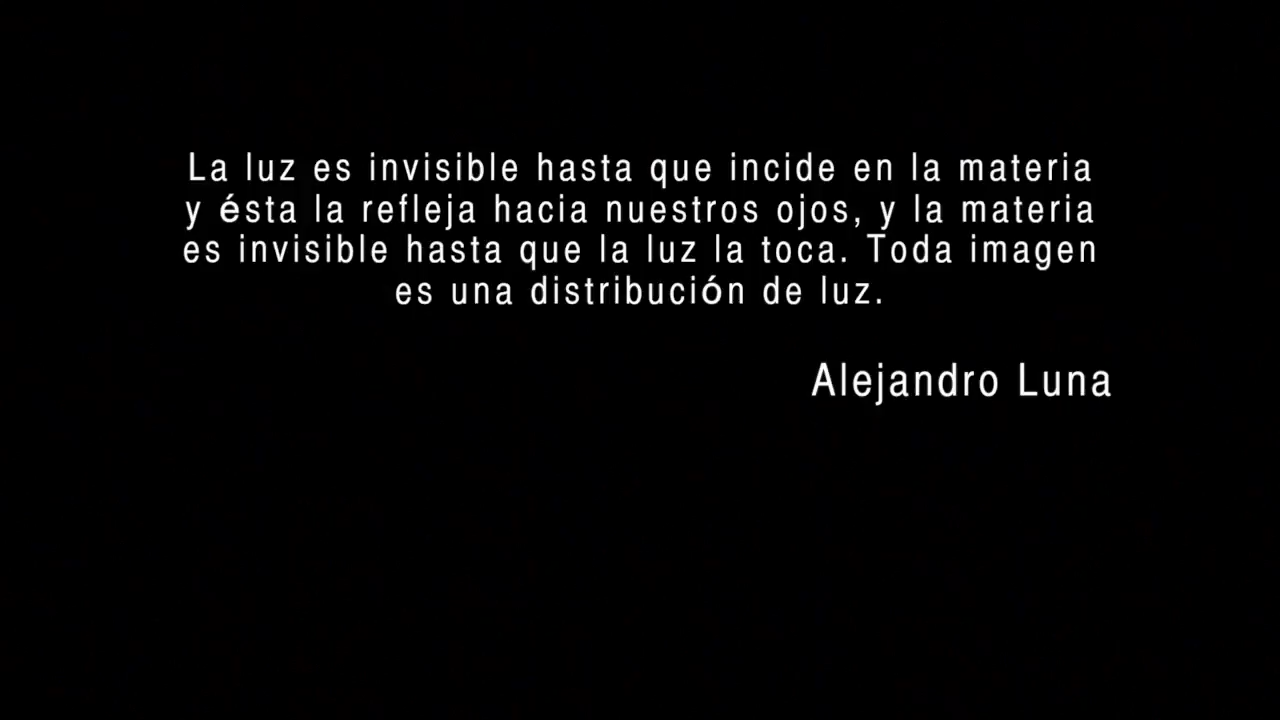 La luz es invisible hasta que incide en la materia
y ésta la refleja hacia nuestros ojos, y la materia
es invisible hasta que la luz la toca. Toda imagen
es una distribución de luz.
Alejandro Luna